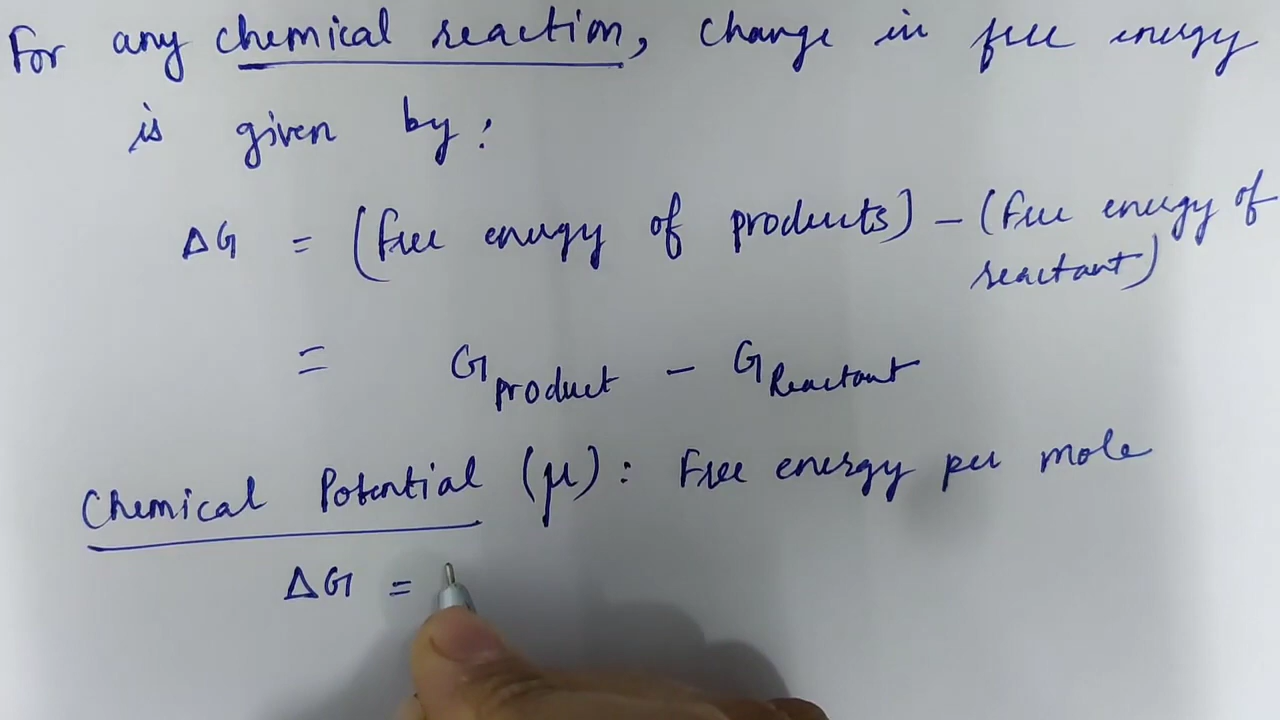 For any chemical reaction, change in free energy
is given by:
ΔG = (free energy of products) - (free energy of
reactant)
= G product - G Reactant
Chemical Potential (μ): Free energy per mole
ΔG =